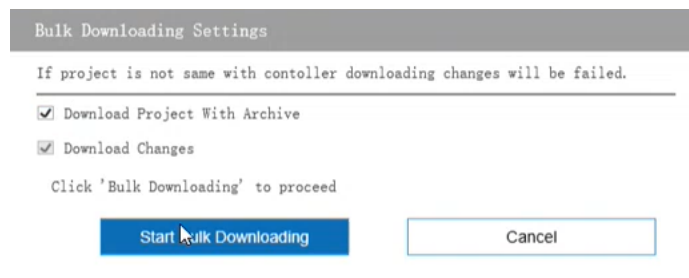 Bulk Downloading Settings
If project is not same with contoller downloading changes will be failed.
Download Project With Archive
Download Changes
Click 'Bulk Downloading' to proceed
Start Bulk Downloading
Cancel